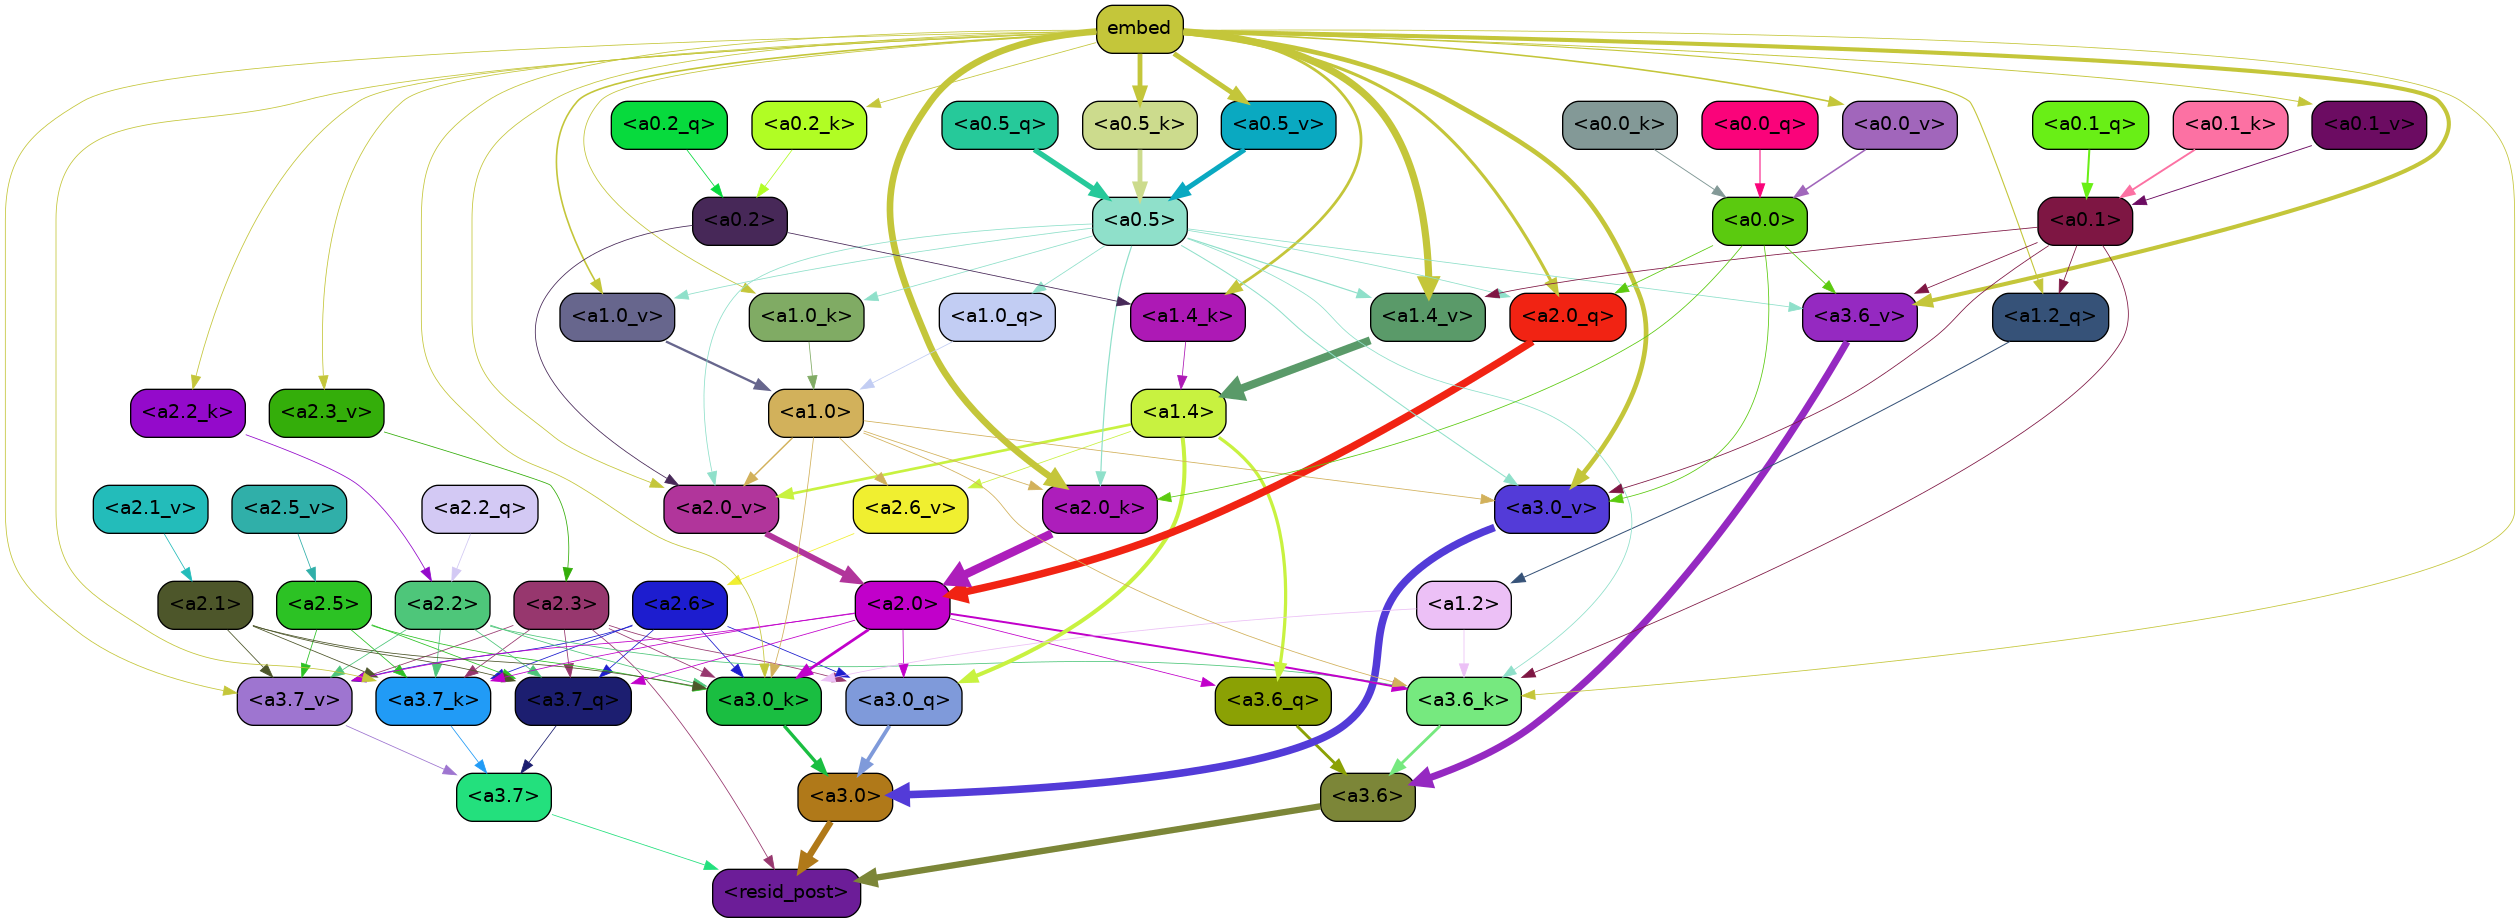 embed
<a0.2_q>
<a0.2_k>
<a0.5_q>
<a0.5_k>
<a0.5_v>
<a0.0_k>
<a0.0_q>
<a0.0_v>
<a0.1_q>
<a0.1_k>
<a0.1_v>
<a0.2>
<a0.5>
<a0.0>
<a0.1>
<a1.0_v>
<a1.0_k>
<a1.0_q>
<a1.4_k>
<a1.4_v>
<a2.0_q>
<a3.6_v>
<a1.2_q>
<a2.2_k>
<a2.3_v>
<a1.0>
<a1.4>
<a2.1_v>
<a2.5_v>
<a2.2_q>
<a2.0_v>
<a2.6_v>
<a2.0_k>
<a3.0_v>
<a2.1>
<a2.5>
<a2.2>
<a2.3>
<a2.6>
<a2.0>
<a1.2>
<a3.7_v>
<a3.7_k>
<a3.7_q>
<a3.0_k>
<a3.0_q>
<a3.6_q>
<a3.6_k>
<a3.7>
<a3.0>
<a3.6>
<resid_post>